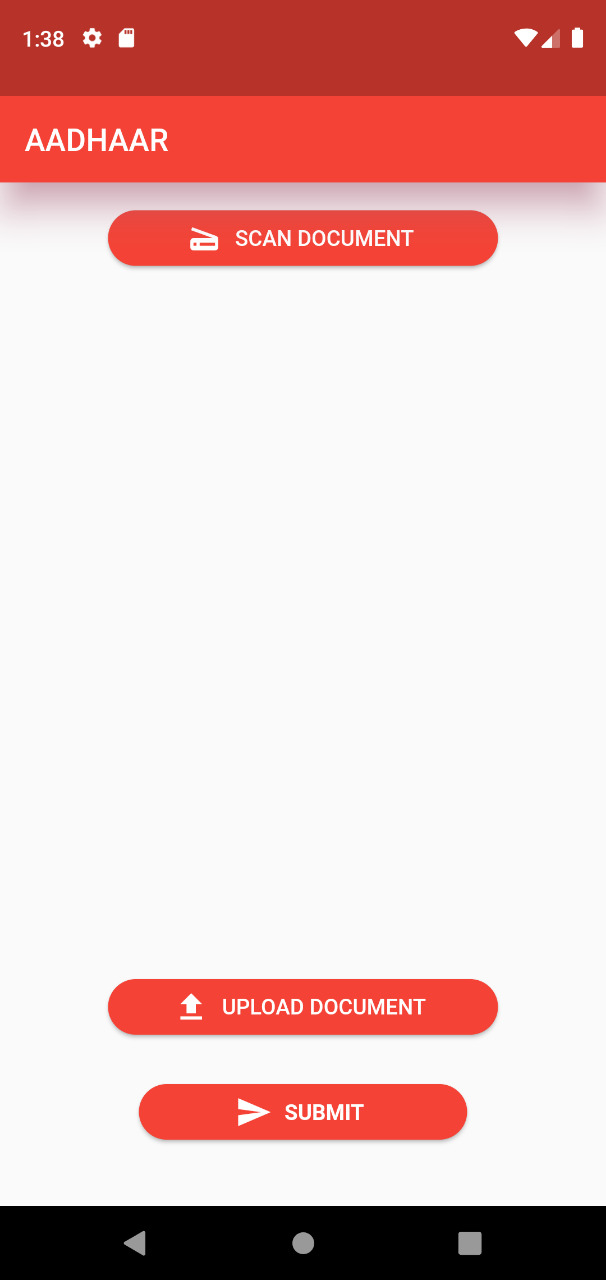 1:38
AADHAAR
SCAN DOCUMENT
UPLOAD DOCUMENT
SUBMIT